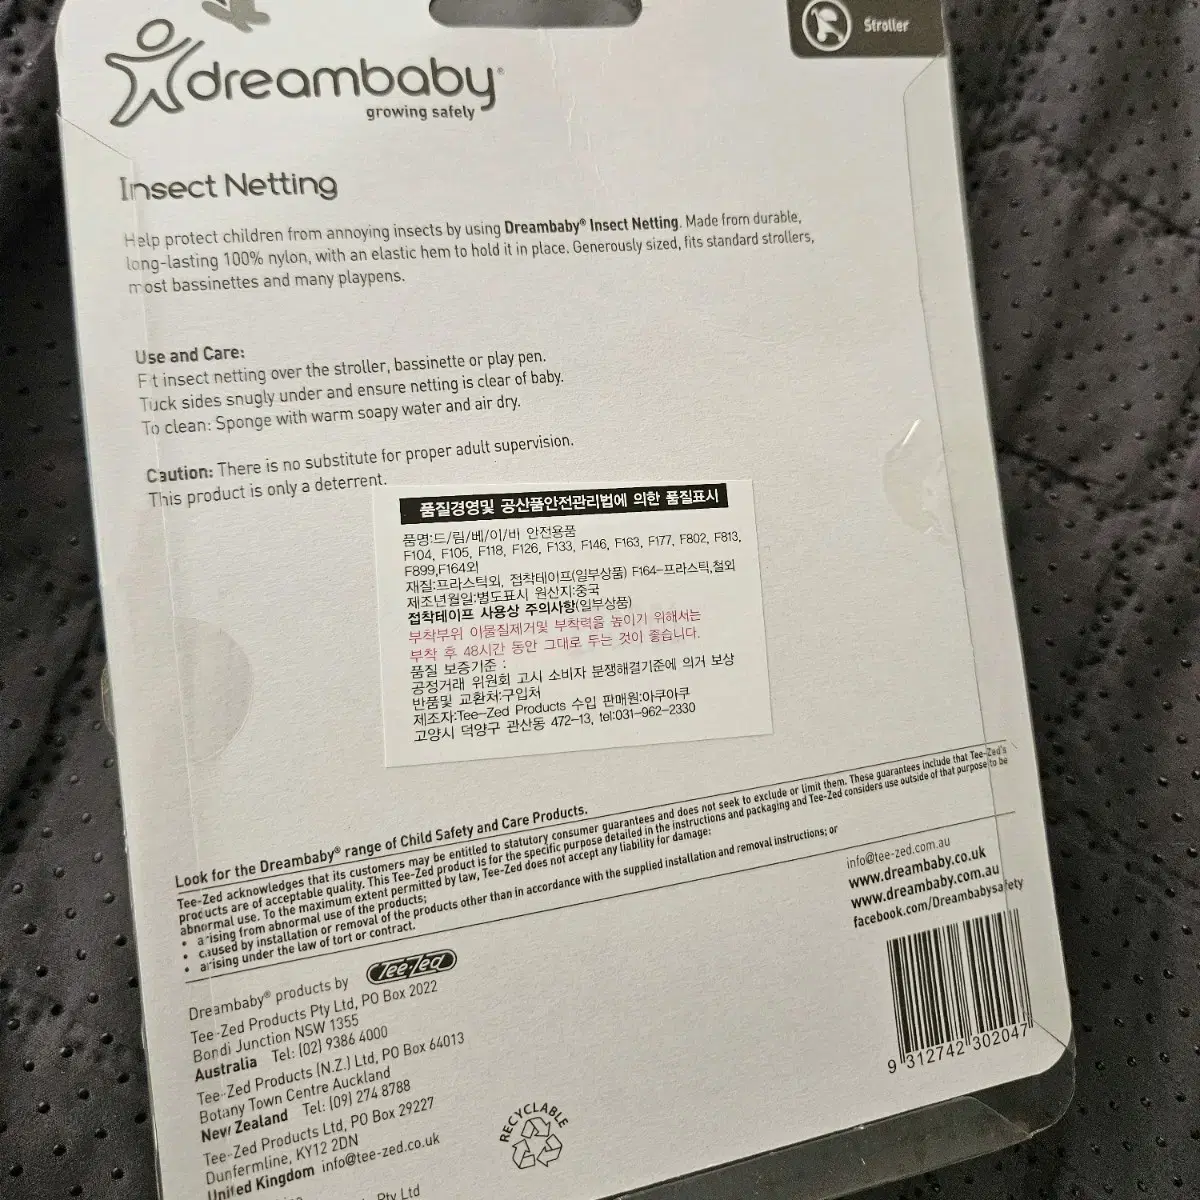 Stroller
dreambaby®
growing safely
Insect Netting
Help protect children from annoying insects by using Dreambaby® Insect Netting. Made from durable,
long-lasting 100% nylon, with an elastic hem to hold it in place. Generously sized, fits standard strollers,
most bassinettes and many playpens.
Use and Care:
Fit insect netting over the stroller, bassinette or play pen.
Tuck sides snugly under and ensure netting is clear of baby.
To clean: Sponge with warm soapy water and air dry.
Caution: There is no substitute for proper adult supervision.
This product is only a deterrent.
품질경영및 공산품안전관리법에 의한 품질표시
품명:드/림/베/이/바 안전용품
F104, F105, F118, F126, F133, F146, F163, F177, F802, F813,
F899,F164외
재질:프라스틱외, 접착테이프(일부상품) F164-프라스틱,철외
제조년월일:별도표시 원산지:중국
접착테이프 사용상 주의사항(일부상품)
부착부위 이물질제거및 부착력을 높이기 위해서는
부착 후 48시간 동안 그대로 두는 것이 좋습니다.
품질 보증기준 :
공정거래 위원회 고시 소비자 분쟁해결기준에 의거 보상
반품및 교환처:구입처
제조자:Tee-Zed Products 수입 판매원:아쿠아쿠
고양시 덕양구 관산동 472-13, tel:031-962-2330
Look for the Dreambaby® range of Child Safety and Care Products.
Tee-Zed acknowledges that its customers may be entitled to statutory consumer guarantees and does not seek to exclude or limit them. These guarantees include that Tee-Zed's
products are of acceptable quality. This Tee-Zed product is for the specific purpose detailed in the instructions and packaging and Tee-Zed considers use outside of that purpose to be
abnormal use. To the maximum extent permitted by law, Tee-Zed does not accept any liability for damage:
• arising from abnormal use of the products;
• caused by installation or removal of the products other than in accordance with the supplied installation and removal instructions; or
• arising under the law of tort or contract.
info@tee-zed.com.au
www.dreambaby.co.uk
www.dreambaby.com.au
facebook.com/Dreambabysafety
Dreambaby® products by Tee-Zed
Tee-Zed Products Pty Ltd, PO Box 2022
Bondi Junction NSW 1355
Australia Tel: (02) 9386 4000
Tee-Zed Products (N.Z.) Ltd, PO Box 64013
Botany Town Centre Auckland
New Zealand Tel: (09) 274 8788
Tee-Zed Products Ltd, PO Box 29227
Dunfermline, KY12 2DN
United Kingdom info@tee-zed.co.uk
Pty Ltd
RECYCLABLE
9 312742 302047